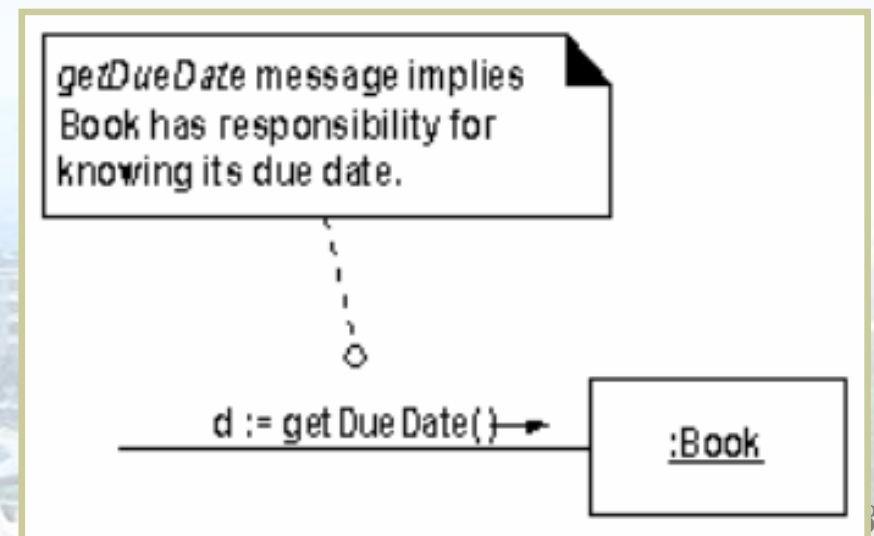 getDueDate message implies
Book has responsibility for
knowing its due date.
d := getDueDate()
:Book